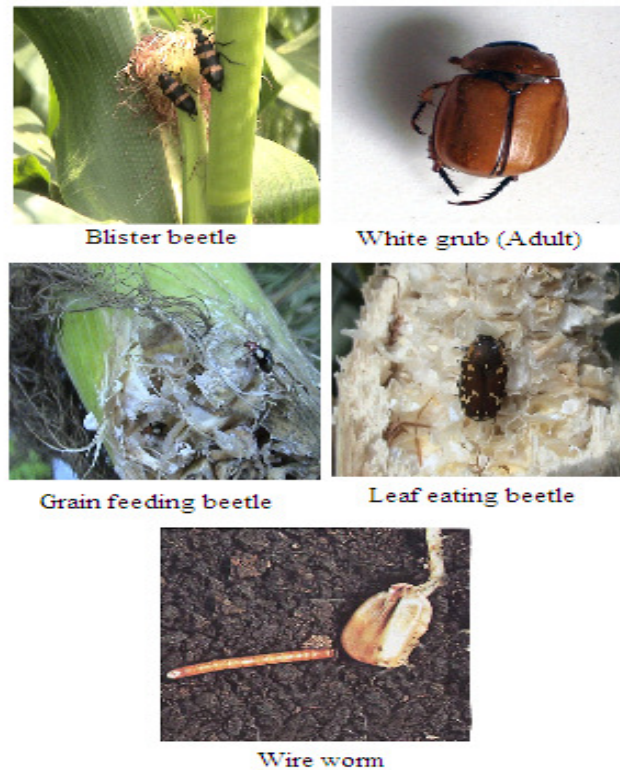 Blister beetle
White grub (Adult)
Grain feeding beetle
Leaf eating beetle
Wire worm